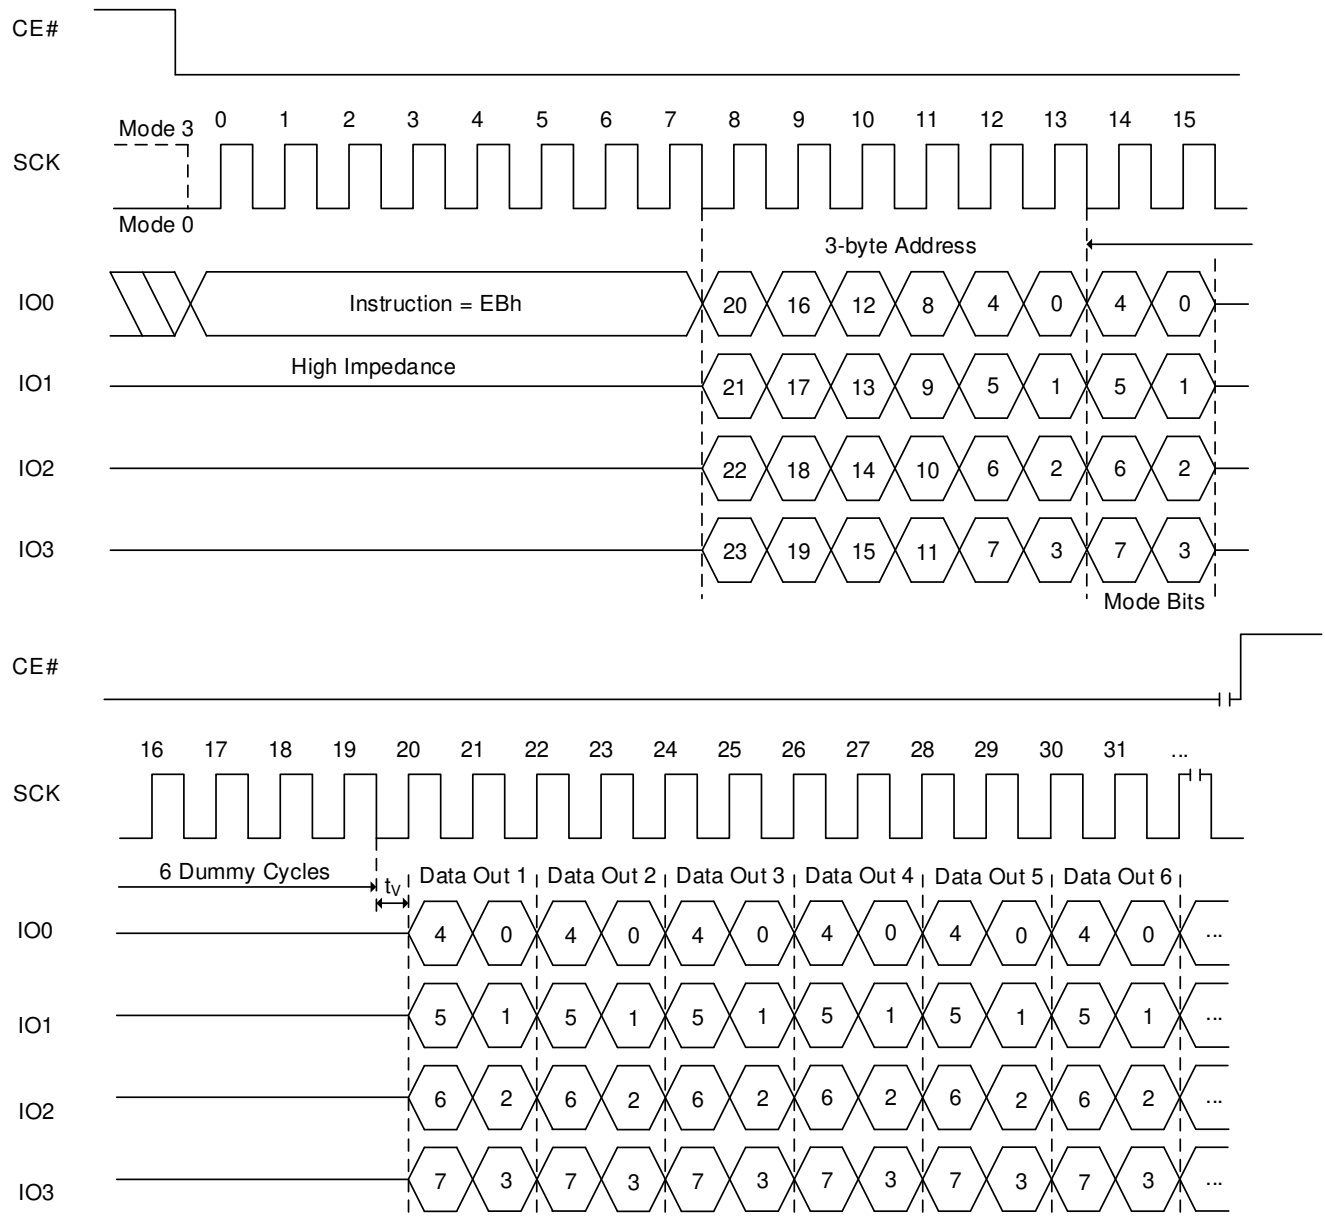 CE#
Mode 3 0 1 2 3 4 5 6 7 8 9 10 11 12 13 14 15
SCK
Mode 0
3-byte Address
IO0 Instruction = EBh 20 16 12 8 4 0 4 0
High Impedance
IO1 21 17 13 9 5 1 5 1
IO2 22 18 14 10 6 2 6 2
IO3 23 19 15 11 7 3 7 3
Mode Bits
CE#
16 17 18 19 20 21 22 23 24 25 26 27 28 29 30 31 ...
SCK
6 Dummy Cycles tV Data Out 1 Data Out 2 Data Out 3 Data Out 4 Data Out 5 Data Out 6
IO0 4 0 4 0 4 0 4 0 4 0 4 0 ...
IO1 5 1 5 1 5 1 5 1 5 1 5 1 ...
IO2 6 2 6 2 6 2 6 2 6 2 6 2 ...
IO3 7 3 7 3 7 3 7 3 7 3 7 3 ...